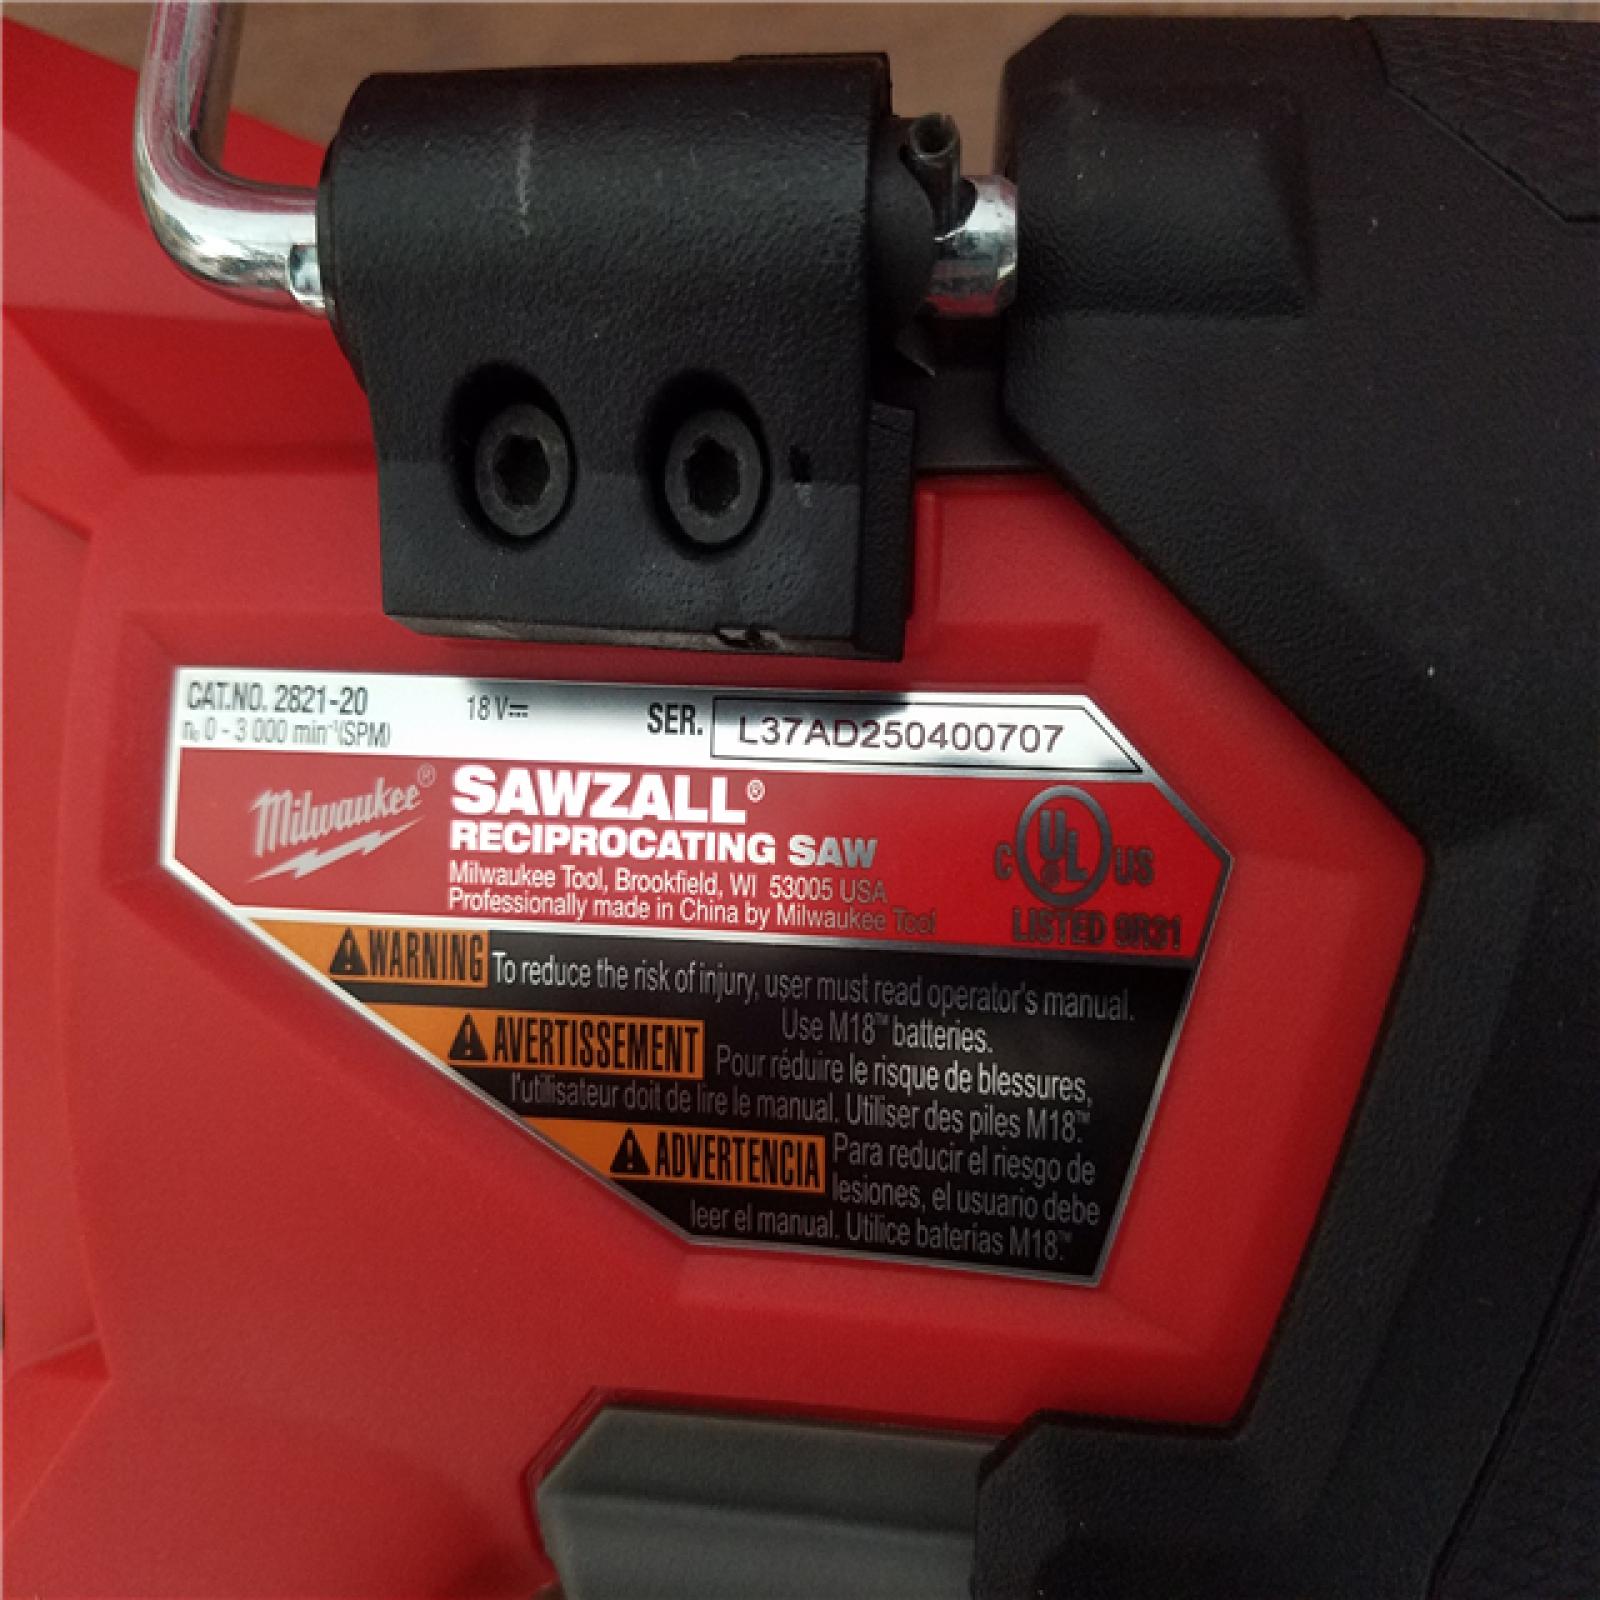 CAT.NO. 2821-20 18 V⎓ SER. L37AD250400707
n₀ 0 - 3 000 min⁻¹(SPM)
Milwaukee®
SAWZALL®
RECIPROCATING SAW
Milwaukee Tool, Brookfield, WI 53005 USA
Professionally made in China by Milwaukee Tool
C UL® US
LISTED 9R31
WARNING To reduce the risk of injury, user must read operator's manual.
Use M18™ batteries.
AVERTISSEMENT Pour réduire le risque de blessures,
l'utilisateur doit de lire le manual. Utiliser des piles M18™.
ADVERTENCIA Para reducir el riesgo de
lesiones, el usuario debe
leer el manual. Utilice baterías M18™.